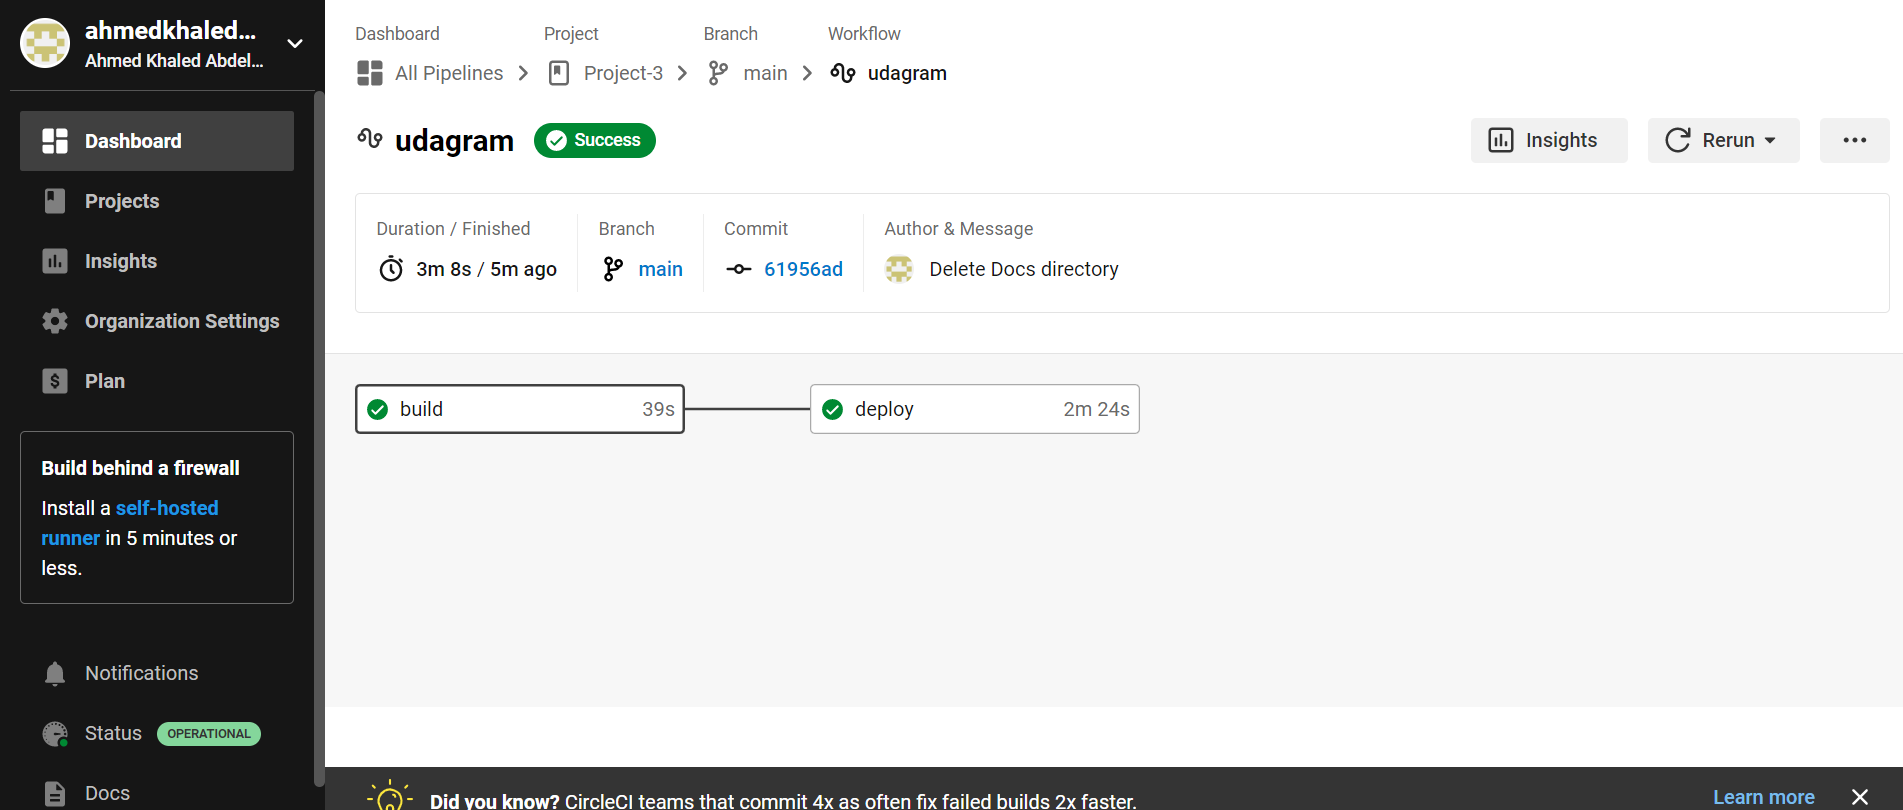 ahmedkhaled...
Ahmed Khaled Abdel...
Dashboard
Projects
Insights
Organization Settings
Plan
Build behind a firewall
Install a self-hosted
runner in 5 minutes or
less.
Notifications
Status OPERATIONAL
Docs
Dashboard Project Branch Workflow
All Pipelines Project-3 main udagram
udagram Success Insights Rerun
Duration / Finished Branch Commit Author & Message
3m 8s / 5m ago main 61956ad Delete Docs directory
build 39s deploy 2m 24s
Did you know? CircleCI teams that commit 4x as often fix failed builds 2x faster. Learn more